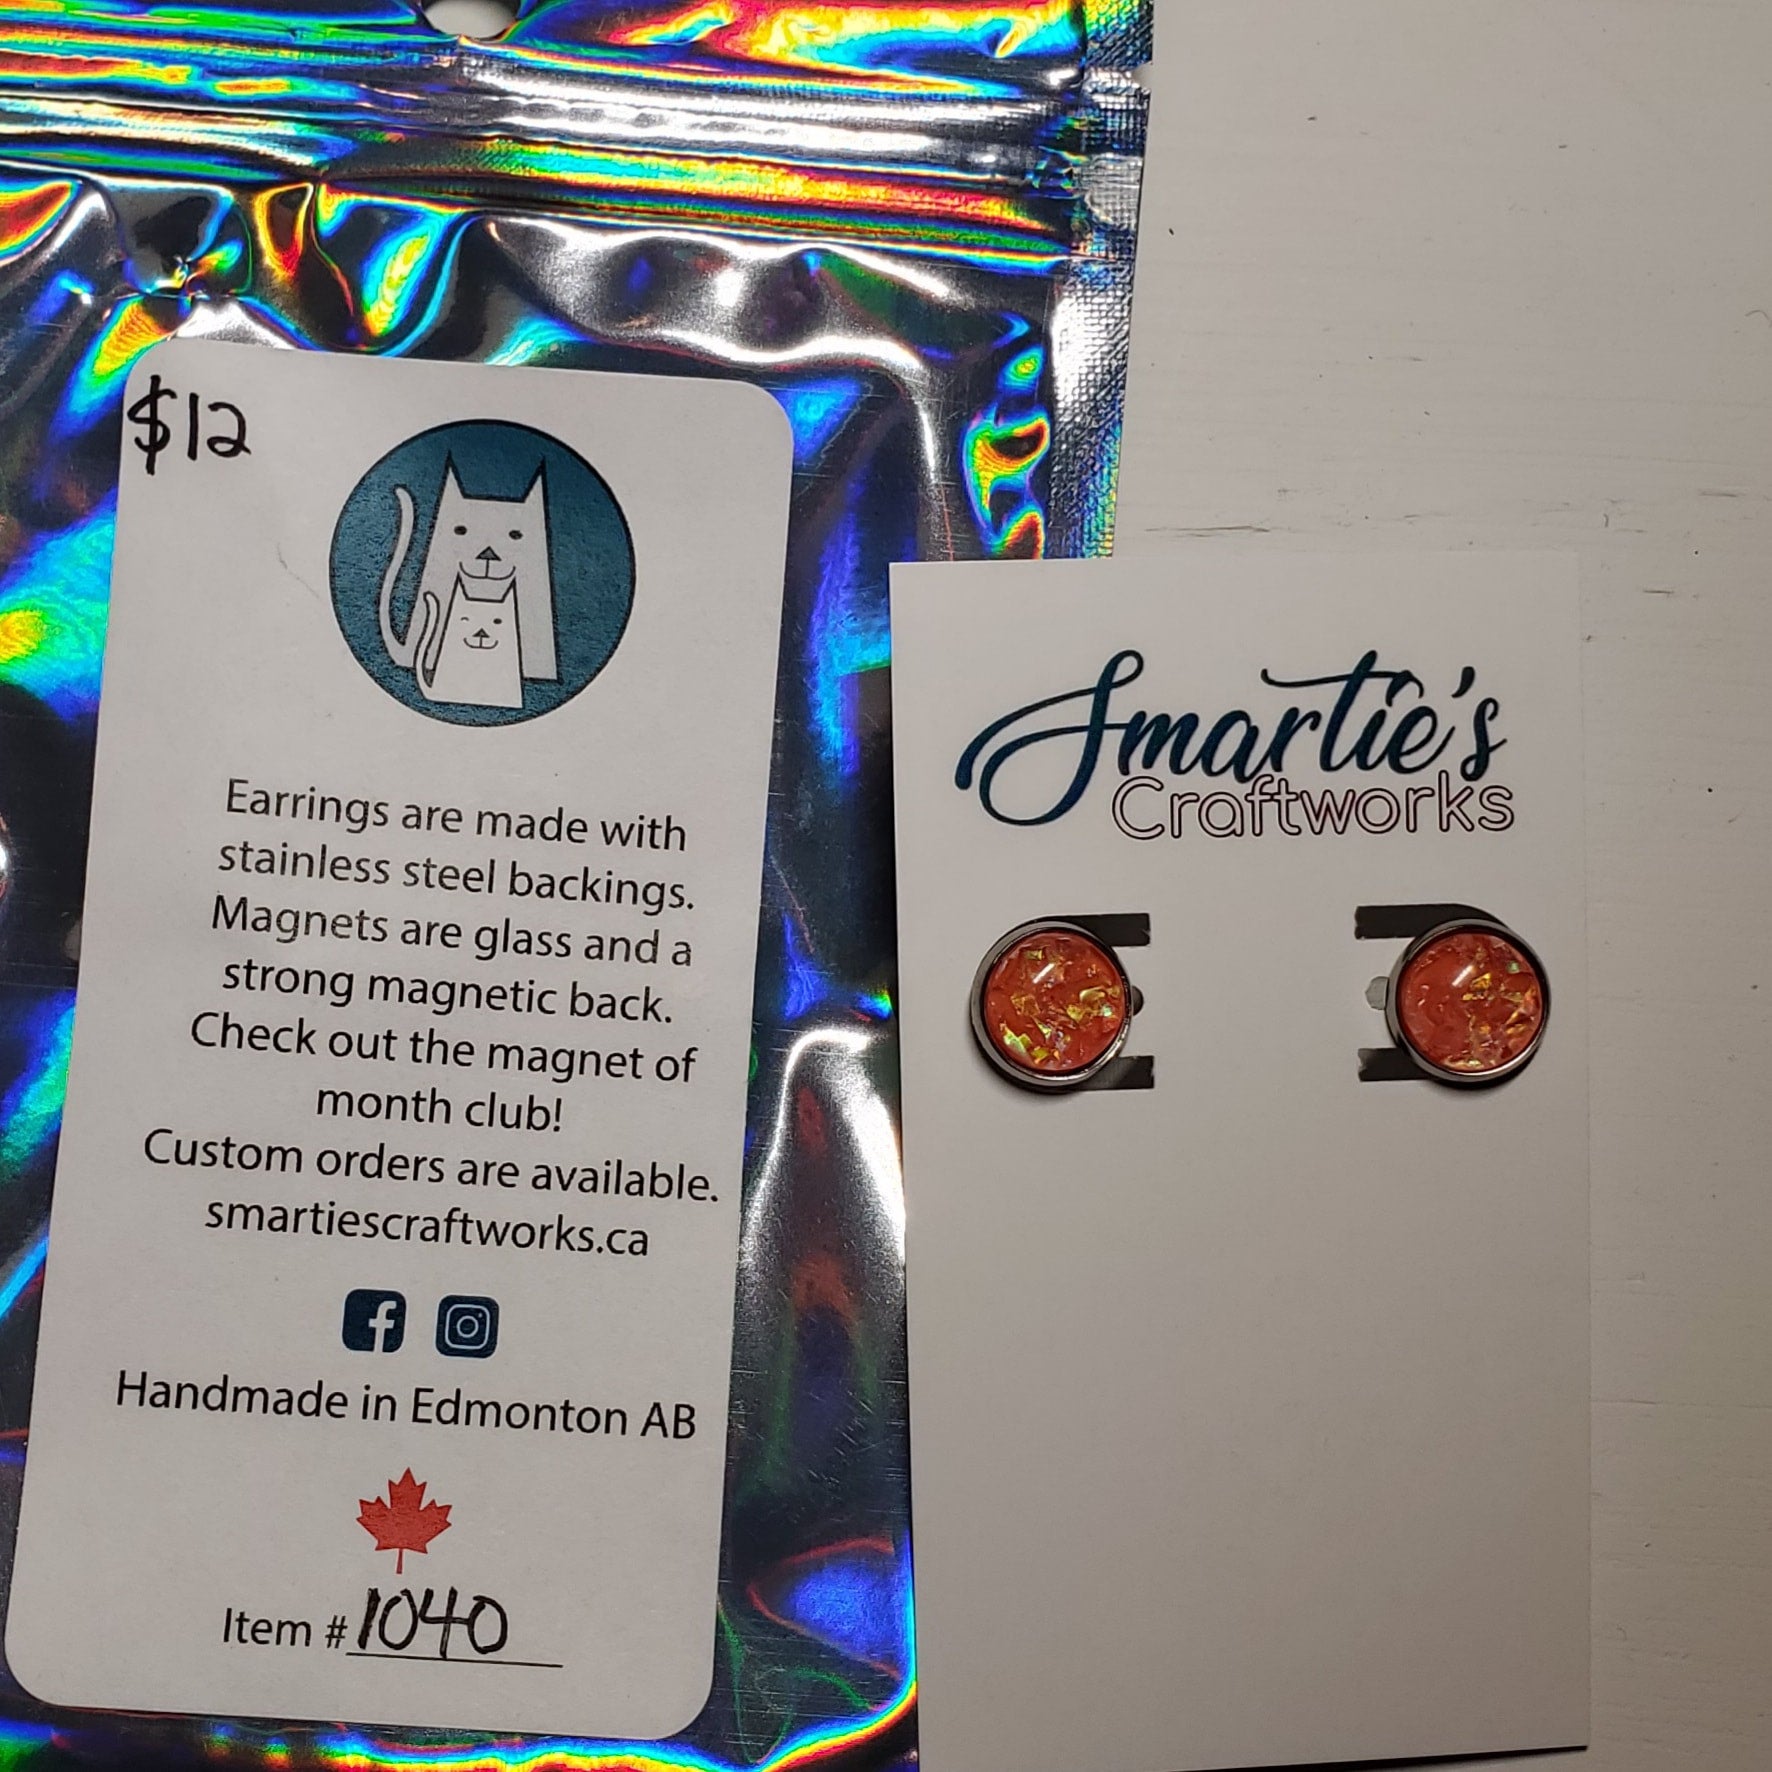 $12
Earrings are made with
stainless steel backings.
Magnets are glass and a
strong magnetic back.
Check out the magnet of
month club!
Custom orders are available.
smartiescraftworks.ca
Handmade in Edmonton AB
Item # 1040
Smartie's
Craftworks